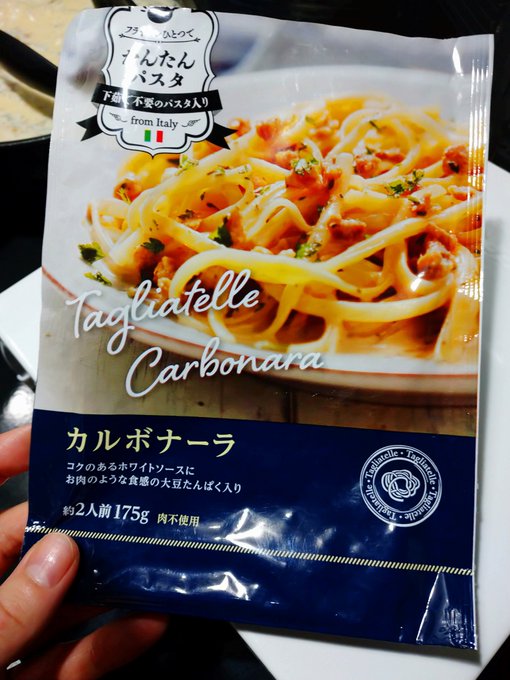 フライパンひとつで
かんたん
パスタ
下茹で不要のパスタ入り
from Italy
Tagliatelle
Carbonara
カルボナーラ
コクのあるホワイトソースに
お肉のような食感の大豆たんぱく入り
約2人前175g 肉不使用
Tagliatelle • Tagliatelle • Tagliatelle •